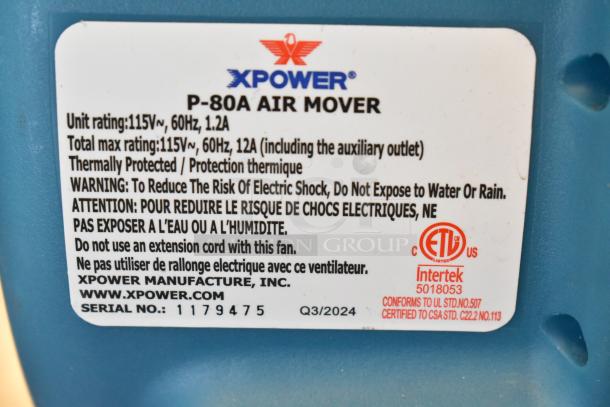 XPOWER®
P-80A AIR MOVER
Unit rating:115V~, 60Hz, 1.2A
Total max rating:115V~, 60Hz, 12A (including the auxiliary outlet)
Thermally Protected / Protection thermique
WARNING: To Reduce The Risk Of Electric Shock, Do Not Expose to Water Or Rain.
ATTENTION: POUR REDUIRE LE RISQUE DE CHOCS ELECTRIQUES, NE
PAS EXPOSER A L'EAU OU A L'HUMIDITE.
Do not use an extension cord with this fan.
Ne pas utiliser de rallonge electrique avec ce ventilateur.
XPOWER MANUFACTURE, INC.
WWW.XPOWER.COM
SERIAL NO.: 1179475 Q3/2024
C ETL US
Intertek
5018053
CONFORMS TO UL STD.NO.507
CERTIFIED TO CSA STD. C22.2 NO.113
GROUP